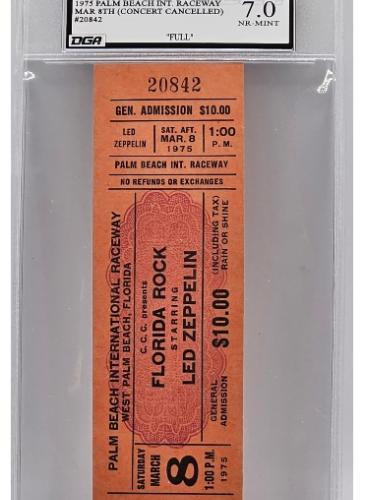 1975 PALM BEACH INT. RACEWAY
MAR 8TH (CONCERT CANCELLED)
#20842
DGA
"FULL"
7.0
NR-MINT
20842
GEN. ADMISSION $10.00
LED ZEPPELIN
SAT. AFT. MAR. 8 1975
1:00 P.M.
PALM BEACH INT. RACEWAY
NO REFUNDS OR EXCHANGES
PALM BEACH INTERNATIONAL RACEWAY
WEST PALM BEACH, FLORIDA
C. C. C. presents
FLORIDA ROCK
STARRING
LED ZEPPELIN
GENERAL ADMISSION
$10.00
(INCLUDING TAX)
RAIN OR SHINE
SATURDAY
MARCH
8
1:00 P.M.
1975